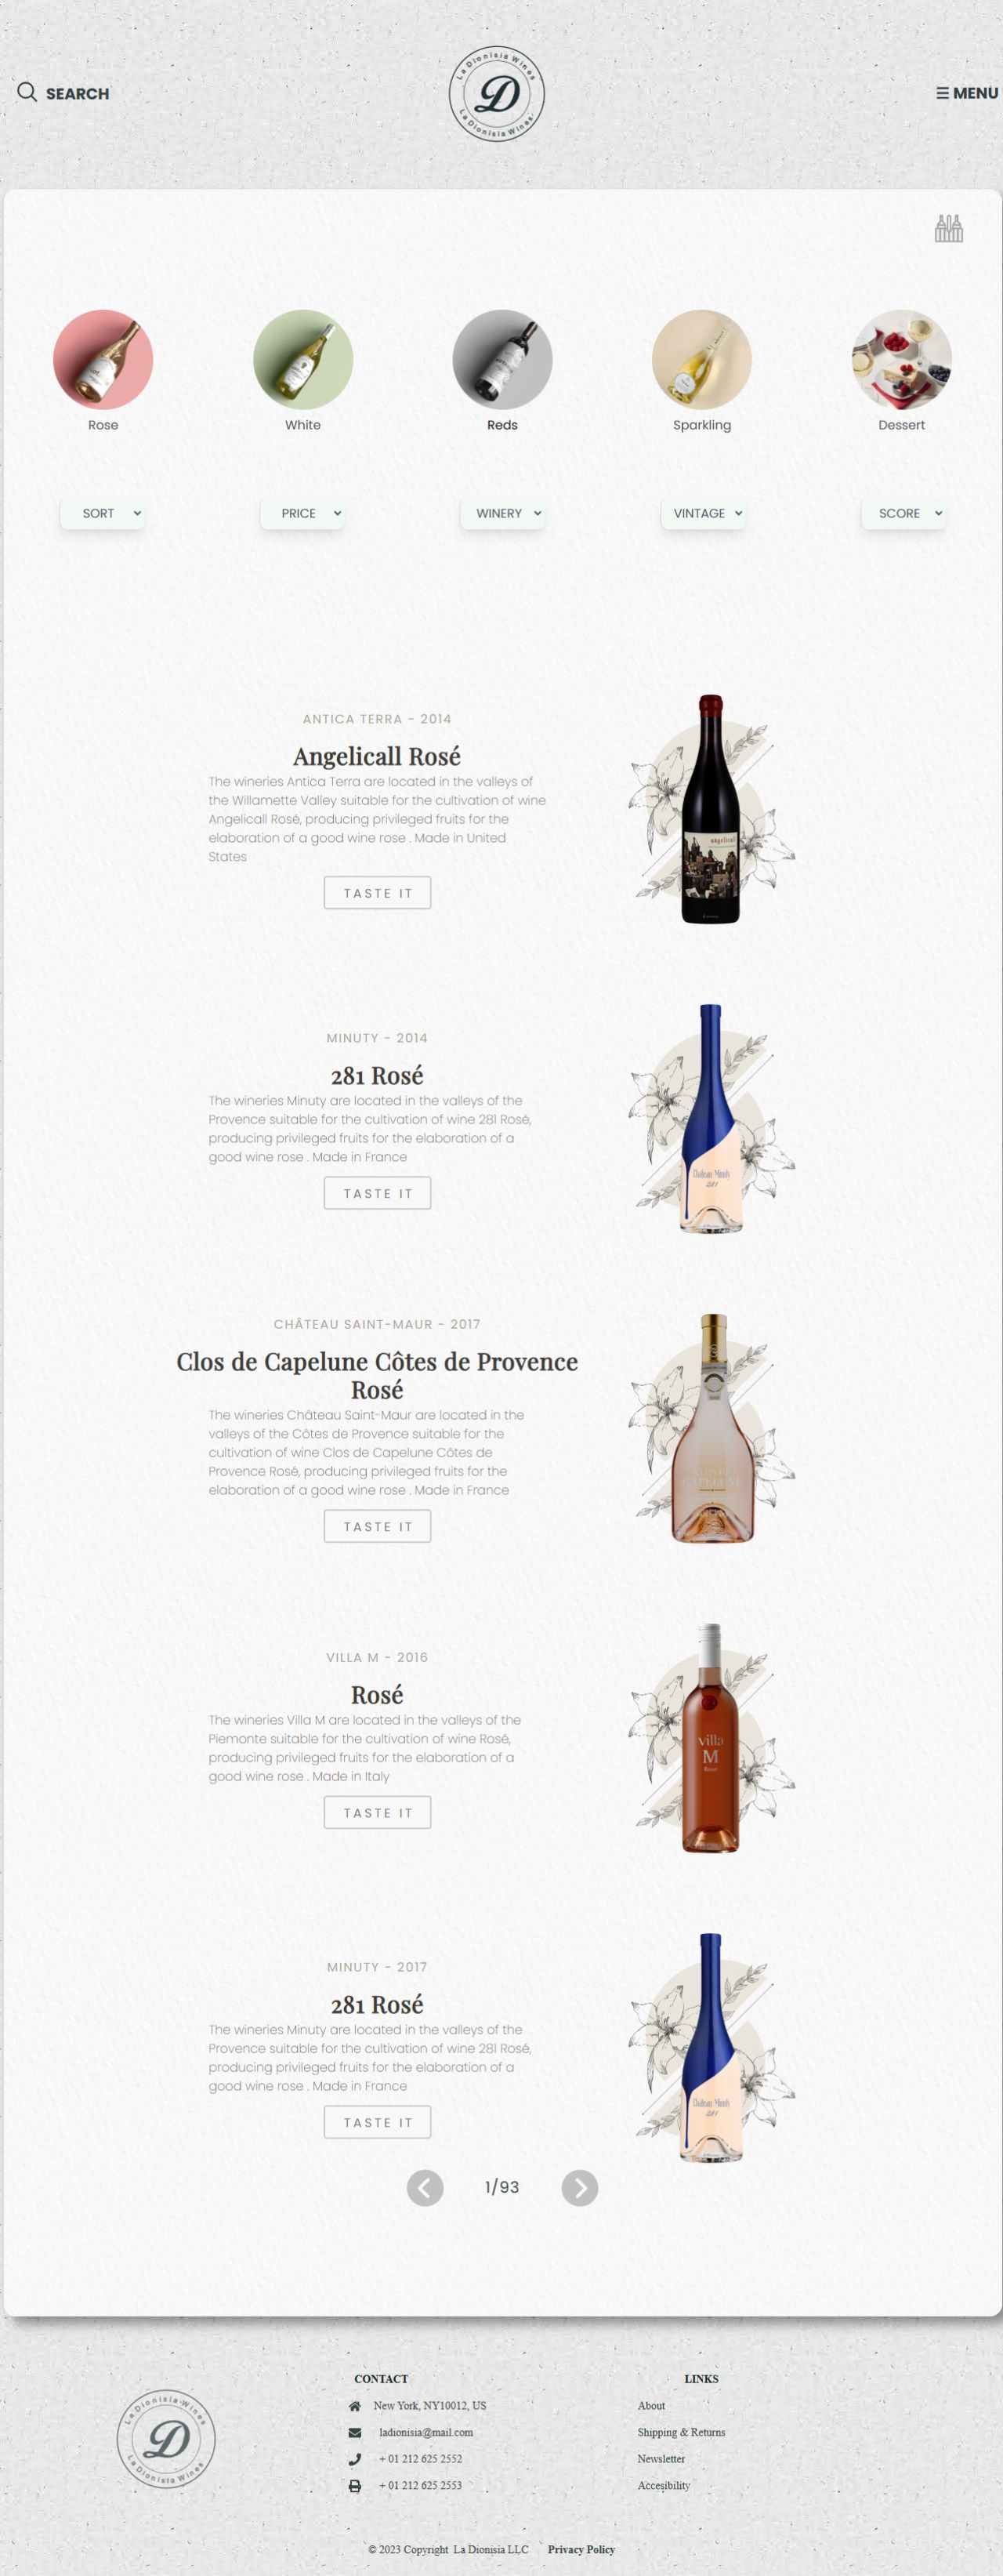 SEARCH
La Dionisia Wines
D
La Dionisia Wines
☰ MENU
Rose
White
Reds
Sparkling
Dessert
SORT
PRICE
WINERY
VINTAGE
SCORE
ANTICA TERRA - 2014
Angelicall Rosé
The wineries Antica Terra are located in the valleys of
the Willamette Valley suitable for the cultivation of wine
Angelicall Rosé, producing privileged fruits for the
elaboration of a good wine rose . Made in United
States
TASTE IT
angelicall
MINUTY - 2014
281 Rosé
The wineries Minuty are located in the valleys of the
Provence suitable for the cultivation of wine 281 Rosé,
producing privileged fruits for the elaboration of a
good wine rose . Made in France
TASTE IT
Château Minuty
281
CHÂTEAU SAINT-MAUR - 2017
Clos de Capelune Côtes de Provence
Rosé
The wineries Château Saint-Maur are located in the
valleys of the Côtes de Provence suitable for the
cultivation of wine Clos de Capelune Côtes de
Provence Rosé, producing privileged fruits for the
elaboration of a good wine rose . Made in France
TASTE IT
CAPELUNE
VILLA M - 2016
Rosé
The wineries Villa M are located in the valleys of the
Piemonte suitable for the cultivation of wine Rosé,
producing privileged fruits for the elaboration of a
good wine rose . Made in Italy
TASTE IT
villa
M
Rosé
MINUTY - 2017
281 Rosé
The wineries Minuty are located in the valleys of the
Provence suitable for the cultivation of wine 281 Rosé,
producing privileged fruits for the elaboration of a
good wine rose . Made in France
TASTE IT
Château Minuty
281
1/93
La Dionisia Wines
D
La Dionisia Wines
CONTACT
New York, NY10012, US
ladionisia@mail.com
+ 01 212 625 2552
+ 01 212 625 2553
LINKS
About
Shipping & Returns
Newsletter
Accesibility
© 2023 Copyright La Dionisia LLC Privacy Policy